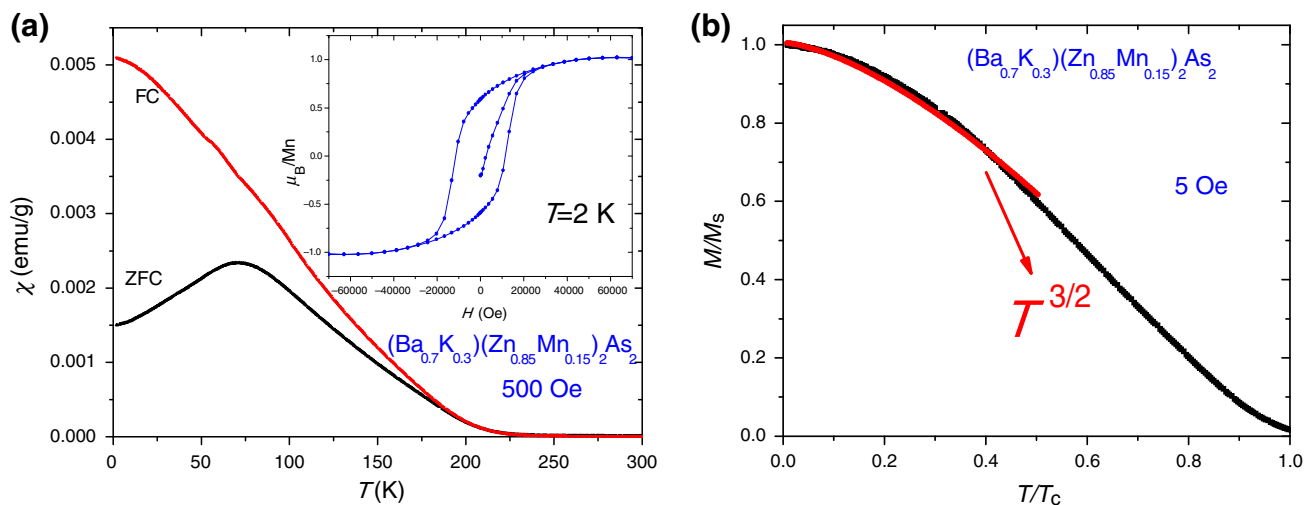 (a)
0.005
0.004
0.003
0.002
0.001
0.000
0
50
100
150
200
250
300
χ (emu/g)
T (K)
FC
ZFC
1.0
0.5
0.0
−0.5
−1.0
−60000
−40000
−20000
0
20000
40000
60000
μB/Mn
H (Oe)
T=2 K
(Ba0.7K0.3)(Zn0.85Mn0.15)2As2
500 Oe
(b)
1.0
0.8
0.6
0.4
0.2
0.0
0.0
0.2
0.4
0.6
0.8
1.0
M/Ms
T/TC
(Ba0.7K0.3)(Zn0.85Mn0.15)2As2
5 Oe
T3/2